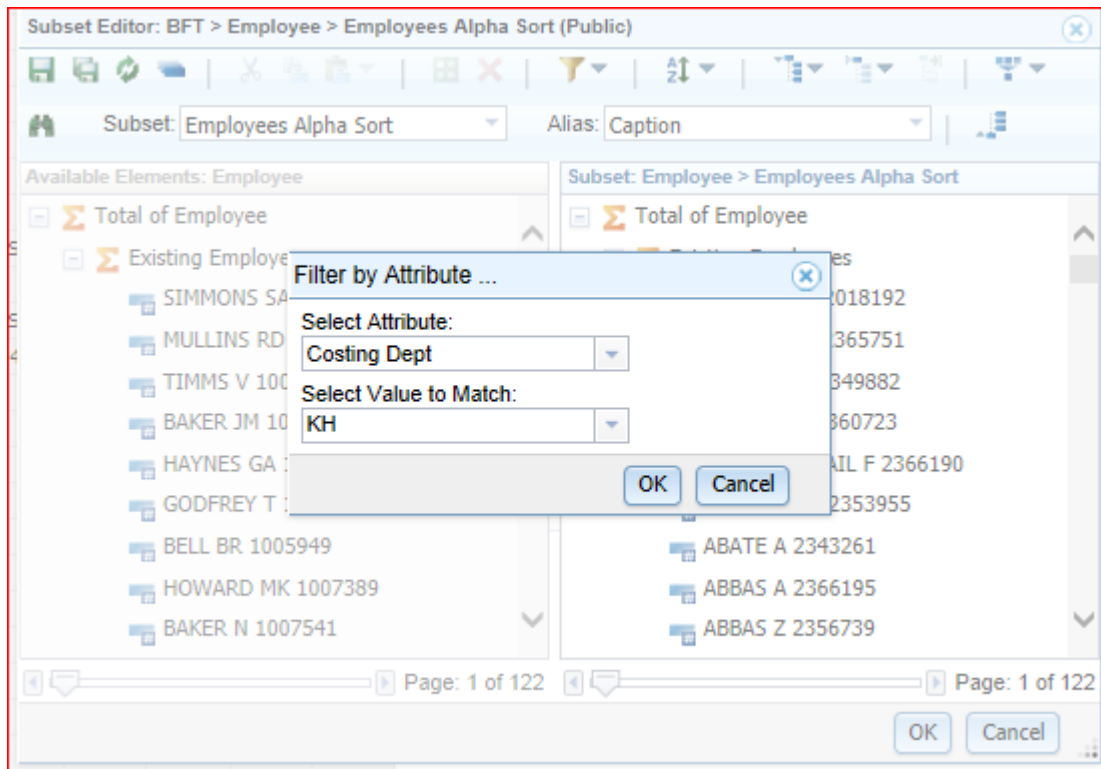 Subset Editor: BFT > Employee > Employees Alpha Sort (Public)
Subset: Employees Alpha Sort Alias: Caption
Available Elements: Employee
Total of Employee
Existing Employe
SIMMONS SA
MULLINS RD
TIMMS V 100
BAKER JM 10
HAYNES GA 1
GODFREY T 1
BELL BR 1005949
HOWARD MK 1007389
BAKER N 1007541
Page: 1 of 122
Subset: Employee > Employees Alpha Sort
Total of Employee
es
2018192
365751
349882
360723
AIL F 2366190
2353955
ABATE A 2343261
ABBAS A 2366195
ABBAS Z 2356739
Page: 1 of 122
Filter by Attribute ...
Select Attribute:
Costing Dept
Select Value to Match:
KH
OK Cancel
OK Cancel